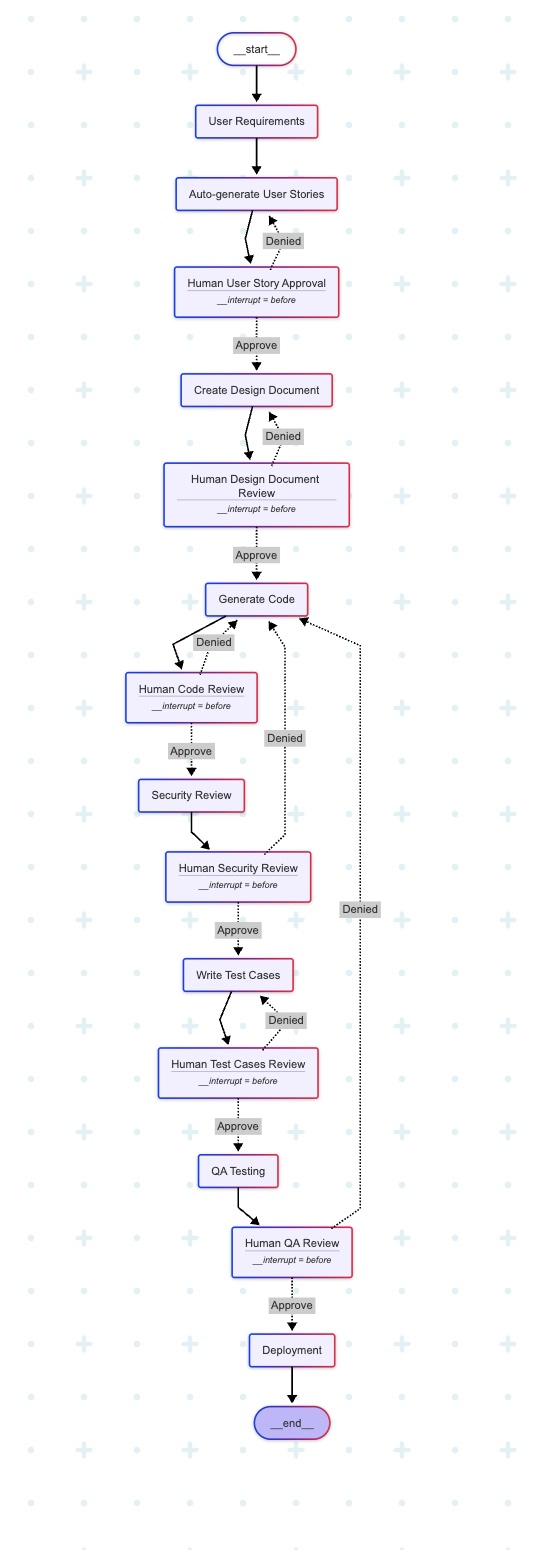 __start__
User Requirements
Auto-generate User Stories
Denied
Human User Story Approval
__interrupt = before
Approve
Create Design Document
Denied
Human Design Document
Review
__interrupt = before
Approve
Generate Code
Denied
Human Code Review
__interrupt = before
Denied
Approve
Security Review
Human Security Review
__interrupt = before
Denied
Approve
Write Test Cases
Denied
Human Test Cases Review
__interrupt = before
Approve
QA Testing
Human QA Review
__interrupt = before
Approve
Deployment
__end__